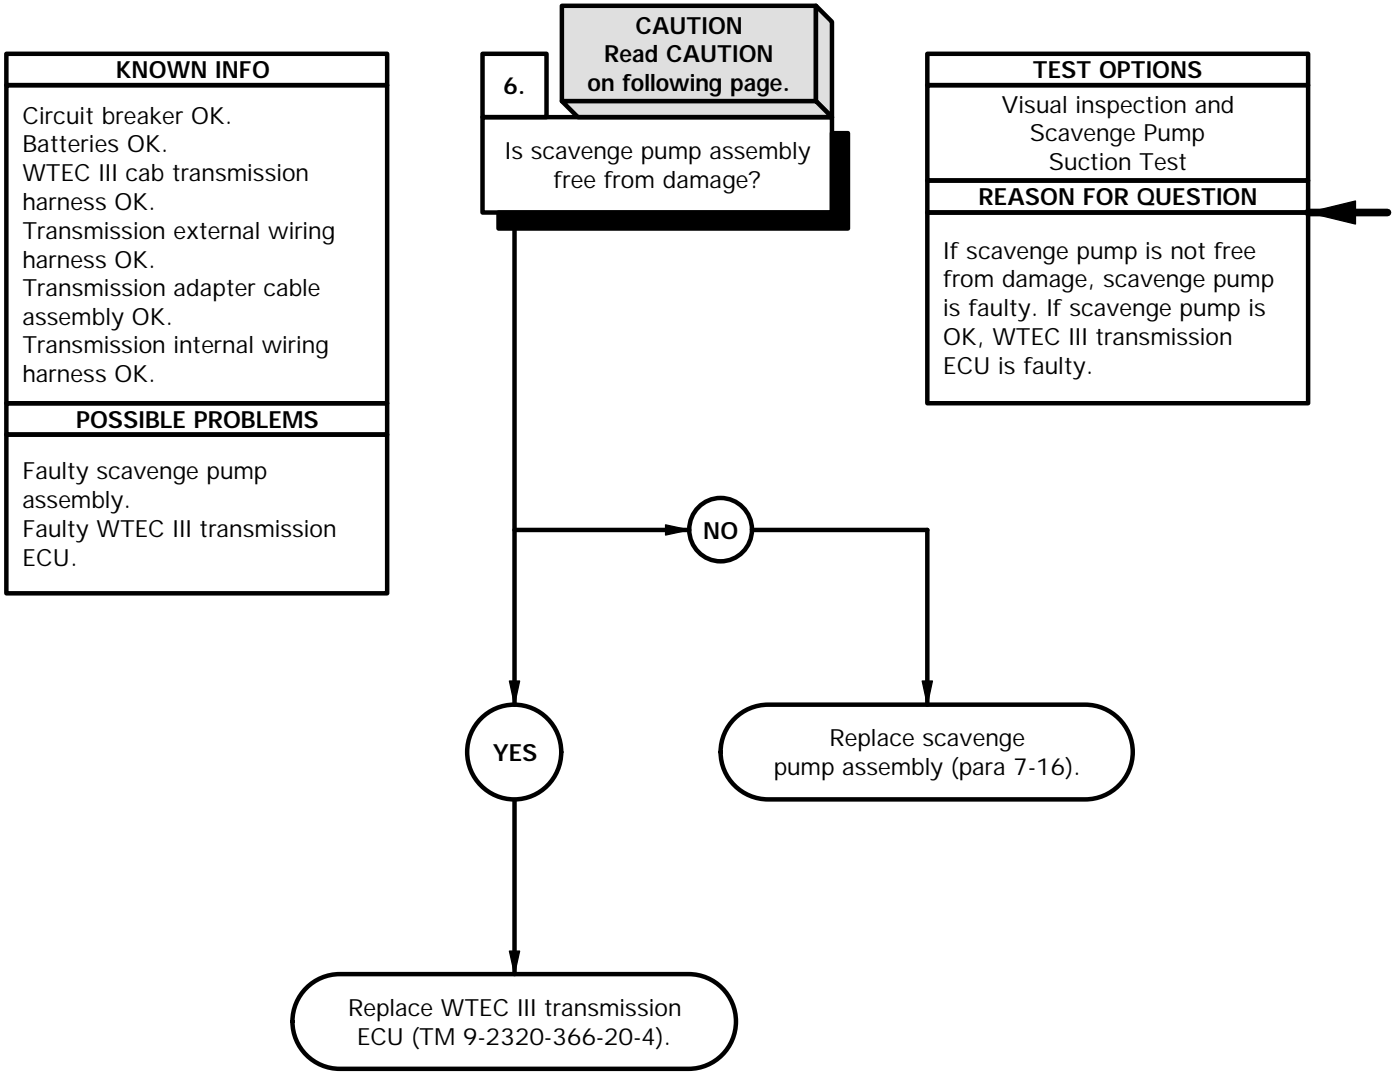 KNOWN INFO
Circuit breaker OK.
Batteries OK.
WTEC III cab transmission
harness OK.
Transmission external wiring
harness OK.
Transmission adapter cable
assembly OK.
Transmission internal wiring
harness OK.
POSSIBLE PROBLEMS
Faulty scavenge pump
assembly.
Faulty WTEC III transmission
ECU.
CAUTION
Read CAUTION
on following page.
6.
Is scavenge pump assembly
free from damage?
TEST OPTIONS
Visual inspection and
Scavenge Pump
Suction Test
REASON FOR QUESTION
If scavenge pump is not free
from damage, scavenge pump
is faulty. If scavenge pump is
OK, WTEC III transmission
ECU is faulty.
NO
YES
Replace scavenge
pump assembly (para 7-16).
Replace WTEC III transmission
ECU (TM 9-2320-366-20-4).